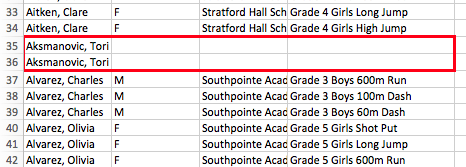 33 Aitken, Clare F Stratford Hall Sch Grade 4 Girls Long Jump
34 Aitken, Clare F Stratford Hall Sch Grade 4 Girls High Jump
35 Aksmanovic, Tori
36 Aksmanovic, Tori
37 Alvarez, Charles M Southpointe Acad Grade 3 Boys 600m Run
38 Alvarez, Charles M Southpointe Acad Grade 3 Boys 100m Dash
39 Alvarez, Charles M Southpointe Acad Grade 3 Boys 60m Dash
40 Alvarez, Olivia F Southpointe Acad Grade 5 Girls Shot Put
41 Alvarez, Olivia F Southpointe Acad Grade 5 Girls Long Jump
42 Alvarez, Olivia F Southpointe Acad Grade 5 Girls 600m Run